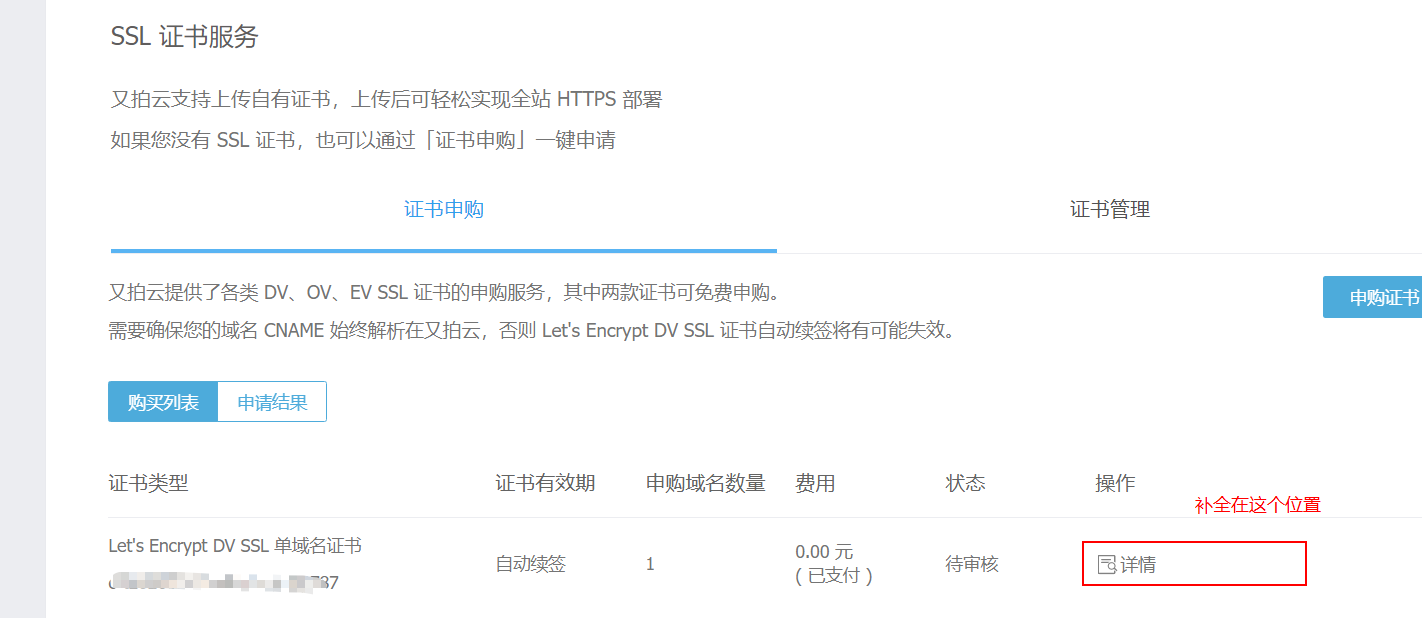 SSL 证书服务
又拍云支持上传自有证书，上传后可轻松实现全站 HTTPS 部署
如果您没有 SSL 证书，也可以通过「证书申购」一键申请
证书申购 证书管理
又拍云提供了各类 DV、OV、EV SSL 证书的申购服务，其中两款证书可免费申购。
申购证书
需要确保您的域名 CNAME 始终解析在又拍云，否则 Let's Encrypt DV SSL 证书自动续签将有可能失效。
购买列表 申请结果
证书类型 证书有效期 申购域名数量 费用 状态 操作
补全在这个位置
Let's Encrypt DV SSL 单域名证书
自动续签 1 0.00 元 待审核 详情
( 已支付 )